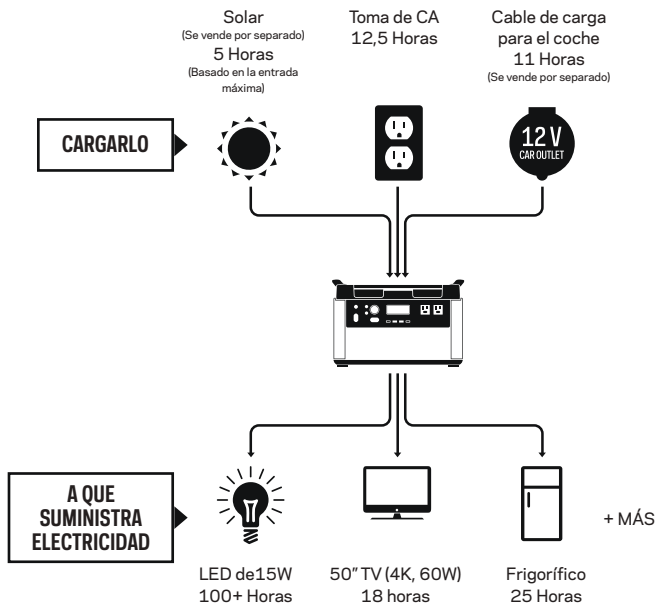 Solar
(Se vende por separado)
5 Horas
(Basado en la entrada
máxima)
Toma de CA
12,5 Horas
Cable de carga
para el coche
11 Horas
(Se vende por separado)
CARGARLO
12 V
CAR OUTLET
A QUE
SUMINISTRA
ELECTRICIDAD
+ MÁS
LED de15W
100+ Horas
50” TV (4K, 60W)
18 horas
Frigorífico
25 Horas